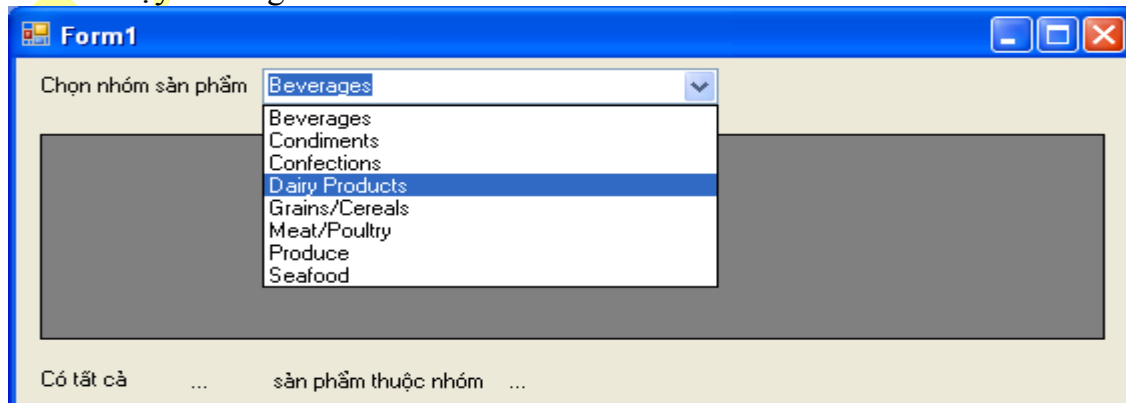 Form1
Chọn nhóm sản phẩm Beverages
Beverages
Condiments
Confections
Dairy Products
Grains/Cereals
Meat/Poultry
Produce
Seafood
Có tất cả ... sản phẩm thuộc nhóm ...